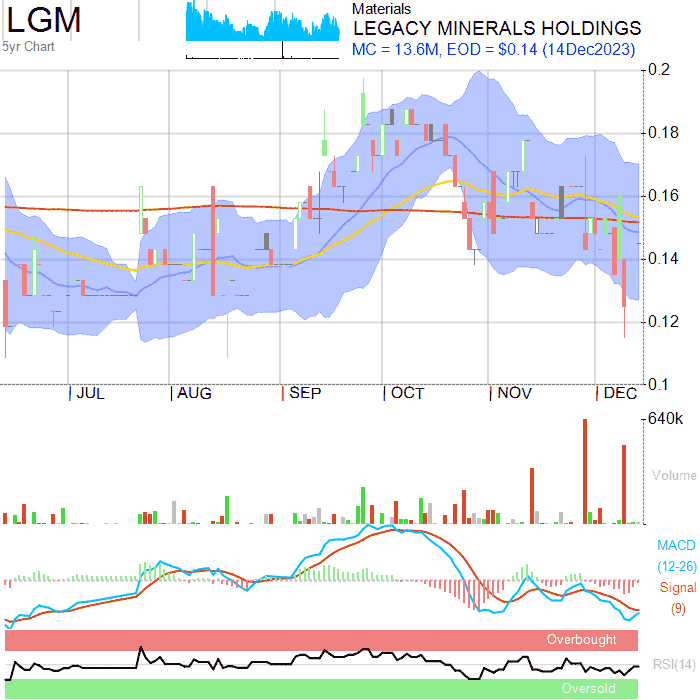 LGM
5yr Chart
Materials
LEGACY MINERALS HOLDINGS
MC = 13.6M, EOD = $0.14 (14Dec2023)
0.2
0.18
0.16
0.14
0.12
0.1
JUL AUG SEP OCT NOV DEC
640k
Volume
MACD
(12-26)
Signal
(9)
Overbought
RSI(14)
Oversold